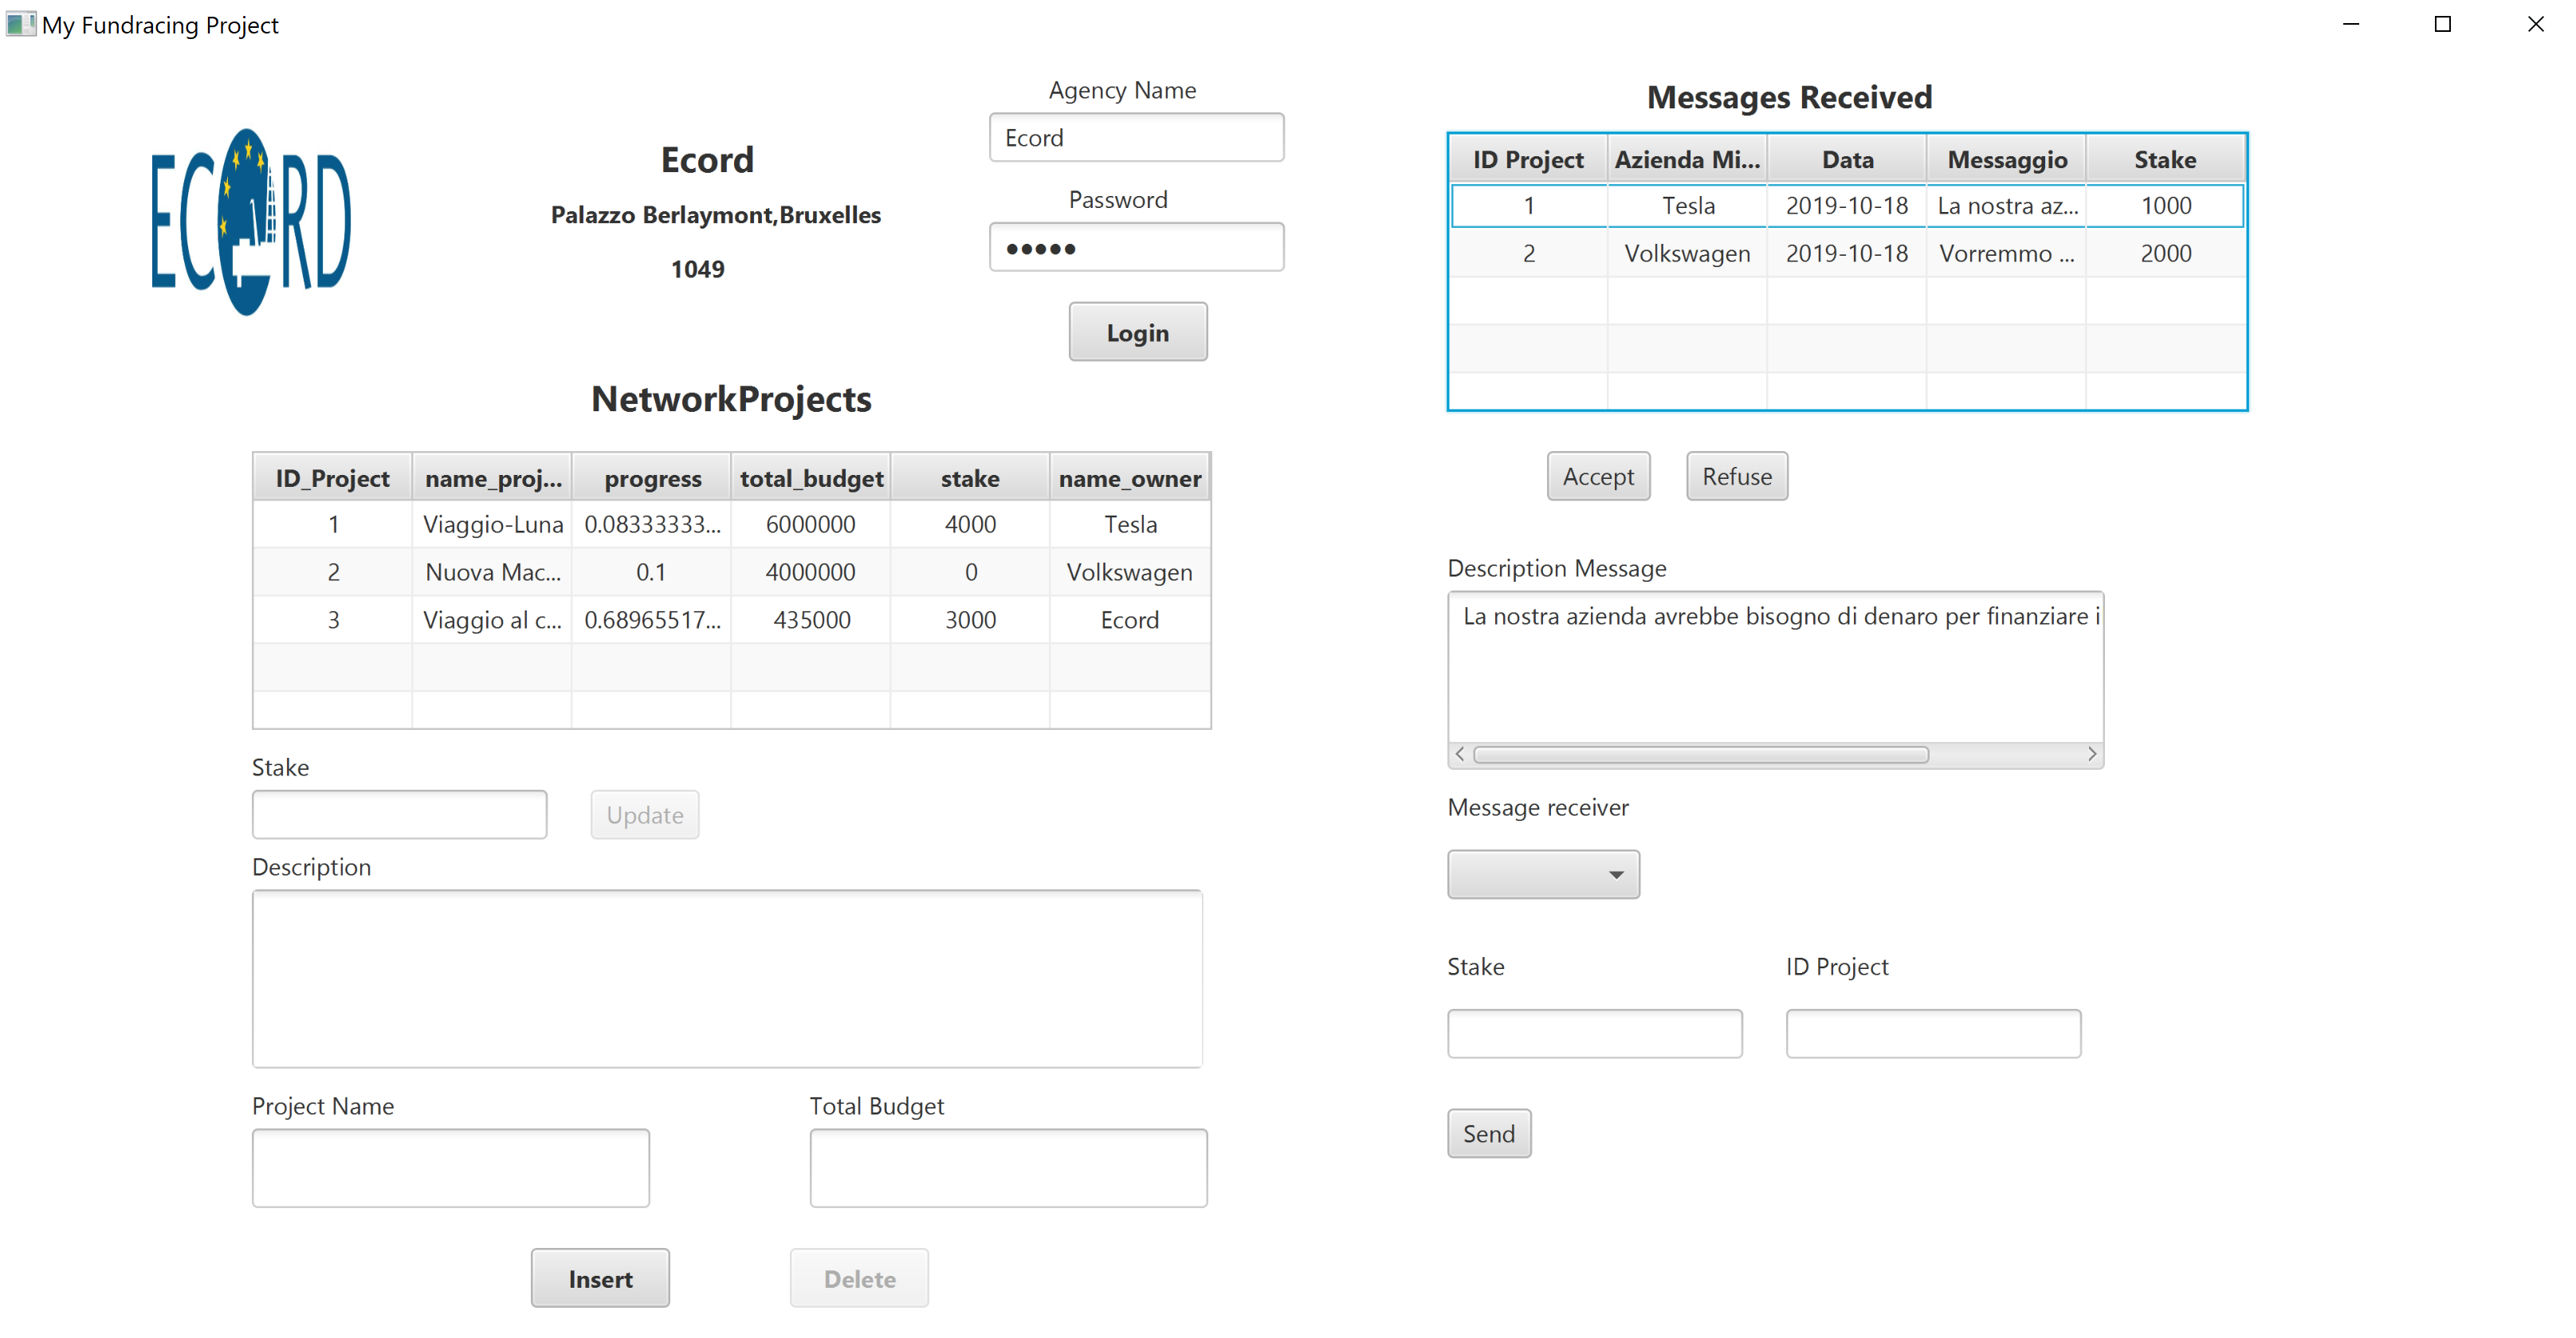 My Fundracing Project
ECORD
Ecord
Palazzo Berlaymont,Bruxelles
1049
Agency Name
Ecord
Password
●●●●●
Login
NetworkProjects
ID_Project name_proj... progress total_budget stake name_owner
1 Viaggio-Luna 0.08333333... 6000000 4000 Tesla
2 Nuova Mac... 0.1 4000000 0 Volkswagen
3 Viaggio al c... 0.68965517... 435000 3000 Ecord
Stake
Update
Description
Project Name Total Budget
Insert Delete
Messages Received
ID Project Azienda Mi... Data Messaggio Stake
1 Tesla 2019-10-18 La nostra az... 1000
2 Volkswagen 2019-10-18 Vorremmo ... 2000
Accept Refuse
Description Message
La nostra azienda avrebbe bisogno di denaro per finanziare i
Message receiver
Stake ID Project
Send